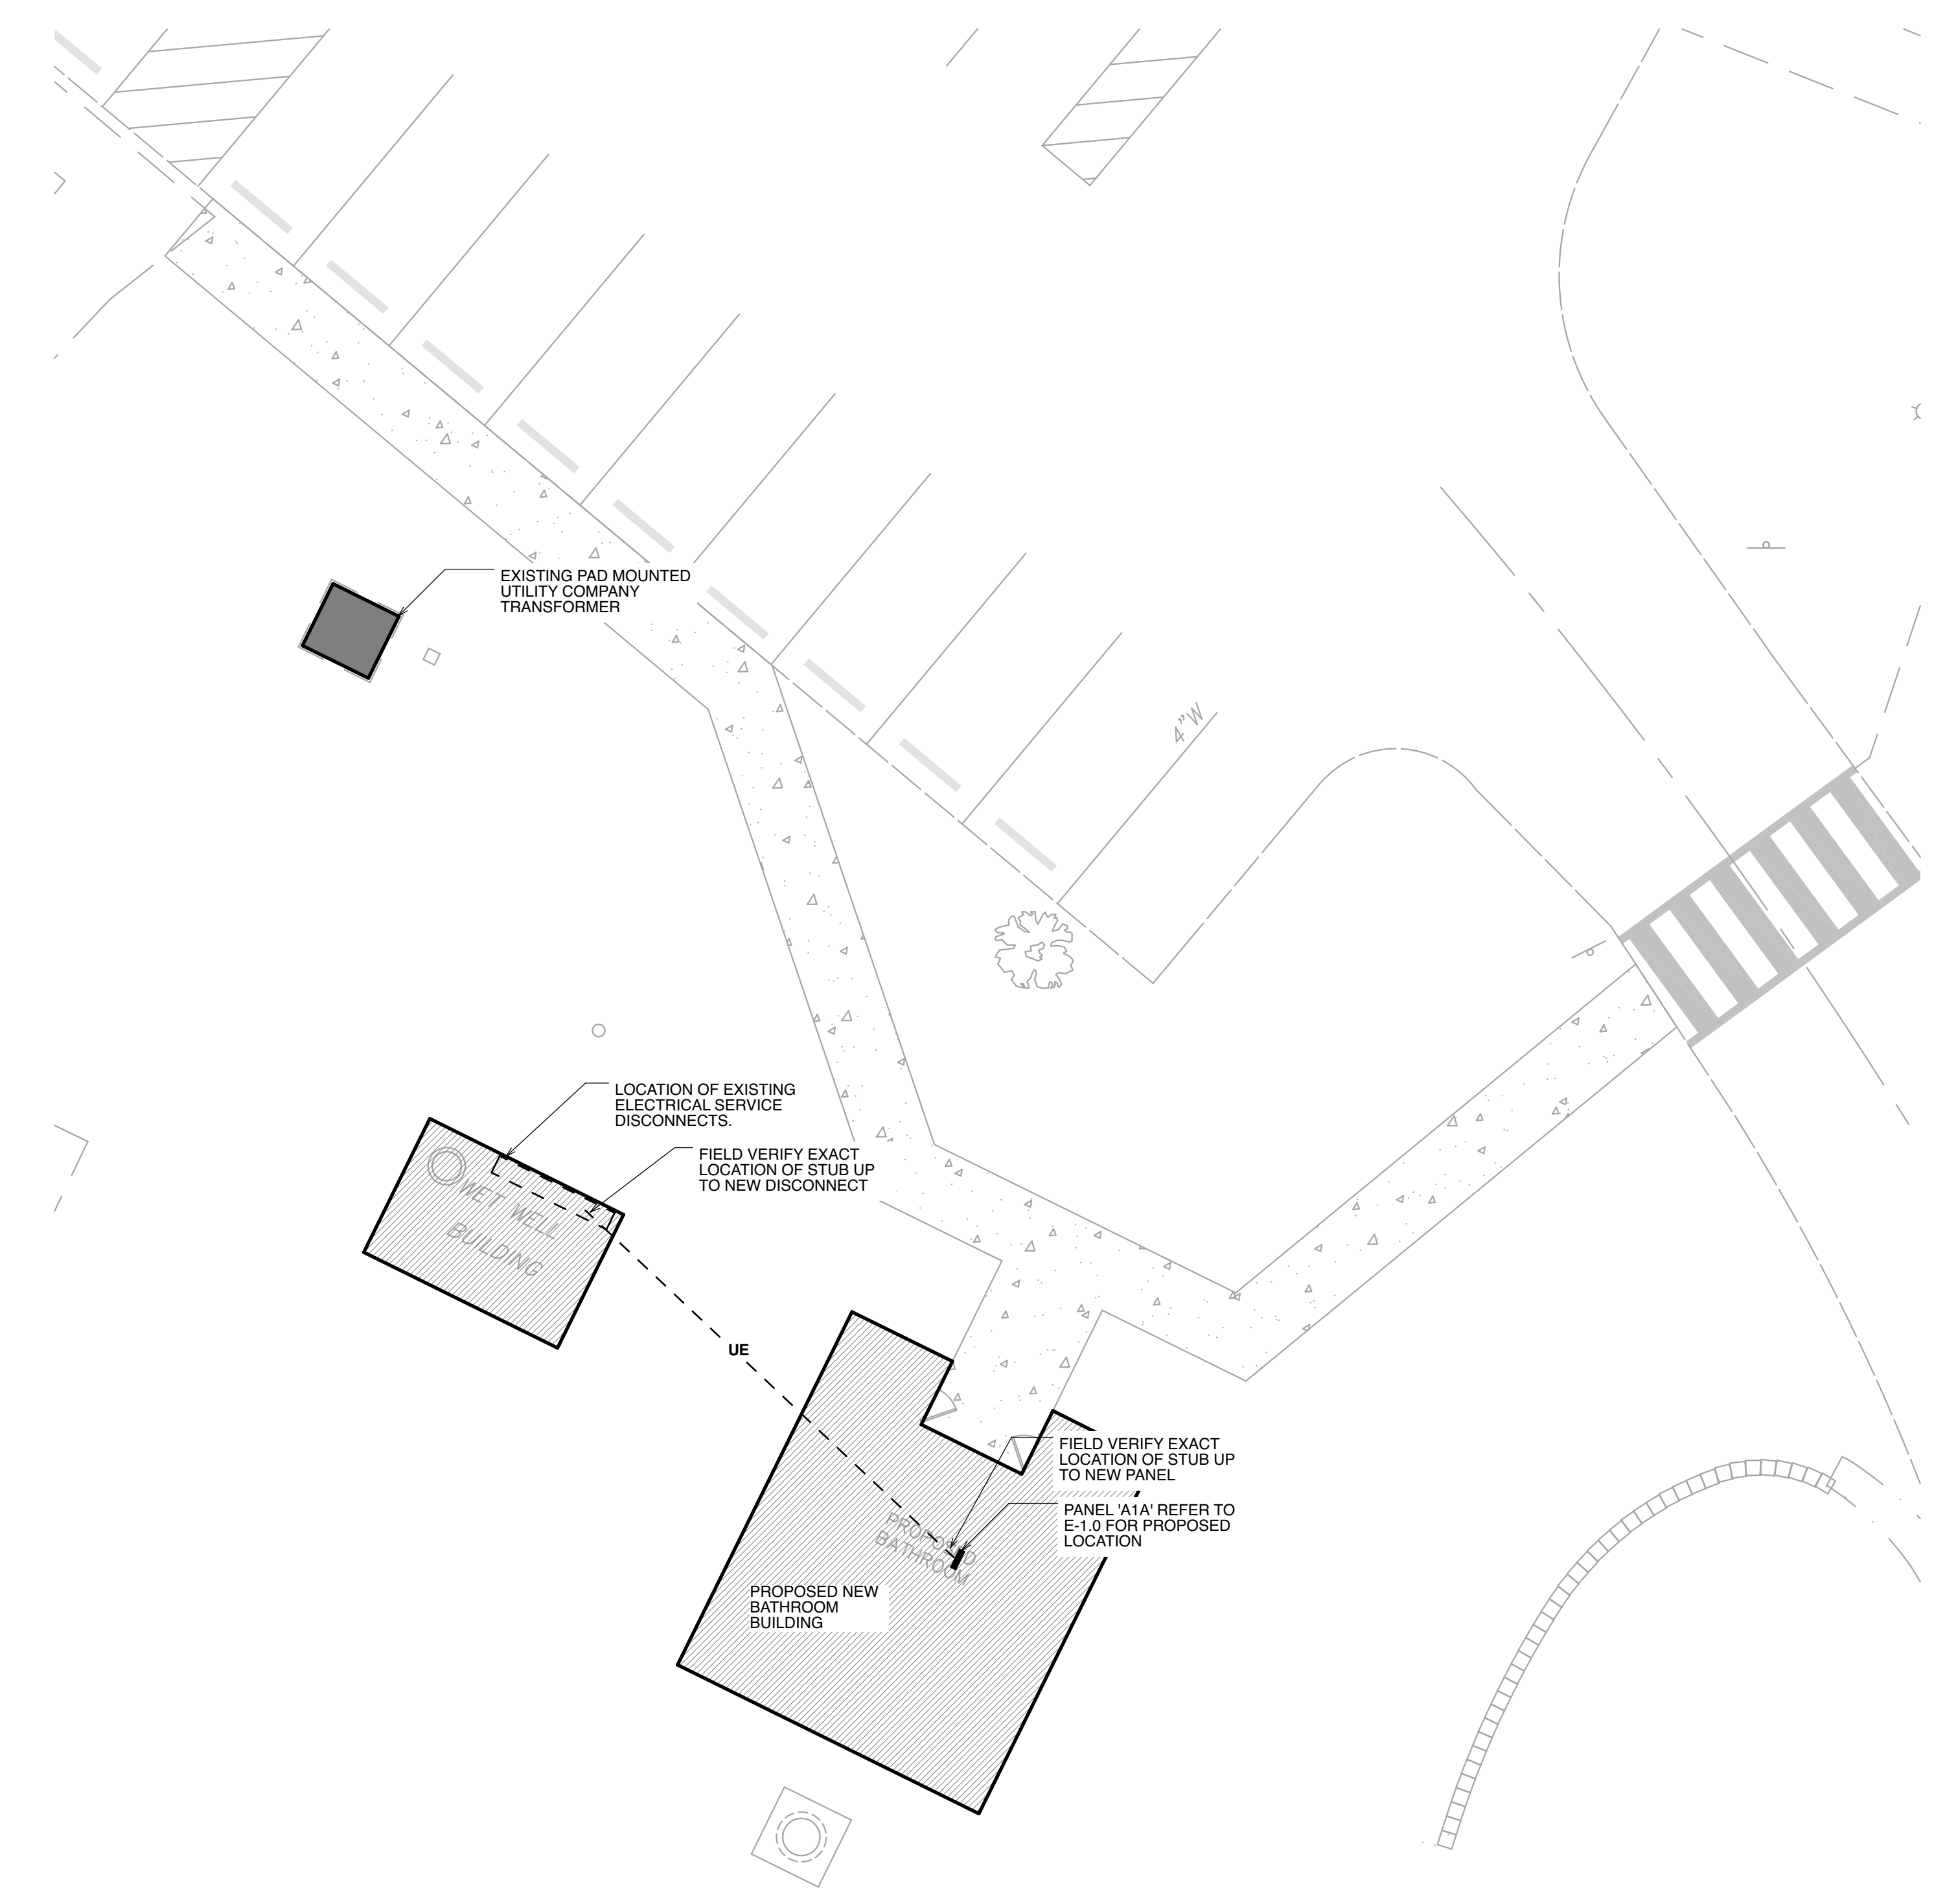 EXISTING PAD MOUNTED
UTILITY COMPANY
TRANSFORMER
4"W
LOCATION OF EXISTING
ELECTRICAL SERVICE
DISCONNECTS.
FIELD VERIFY EXACT
LOCATION OF STUB UP
TO NEW DISCONNECT
WET WELL
BUILDING
UE
FIELD VERIFY EXACT
LOCATION OF STUB UP
TO NEW PANEL
PANEL 'A1A' REFER TO
E-1.0 FOR PROPOSED
LOCATION
PROPOSED
BATHROOM
PROPOSED NEW
BATHROOM
BUILDING